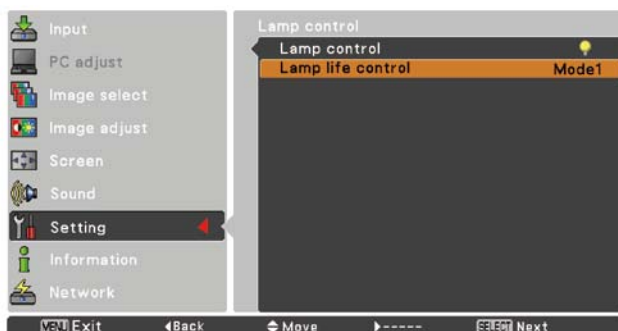 Input
PC adjust
Image select
Image adjust
Screen
Sound
Setting
Information
Network
Lamp control
Lamp control
Lamp life control Mode1
MENU Exit Back Move ----- SELECT Next